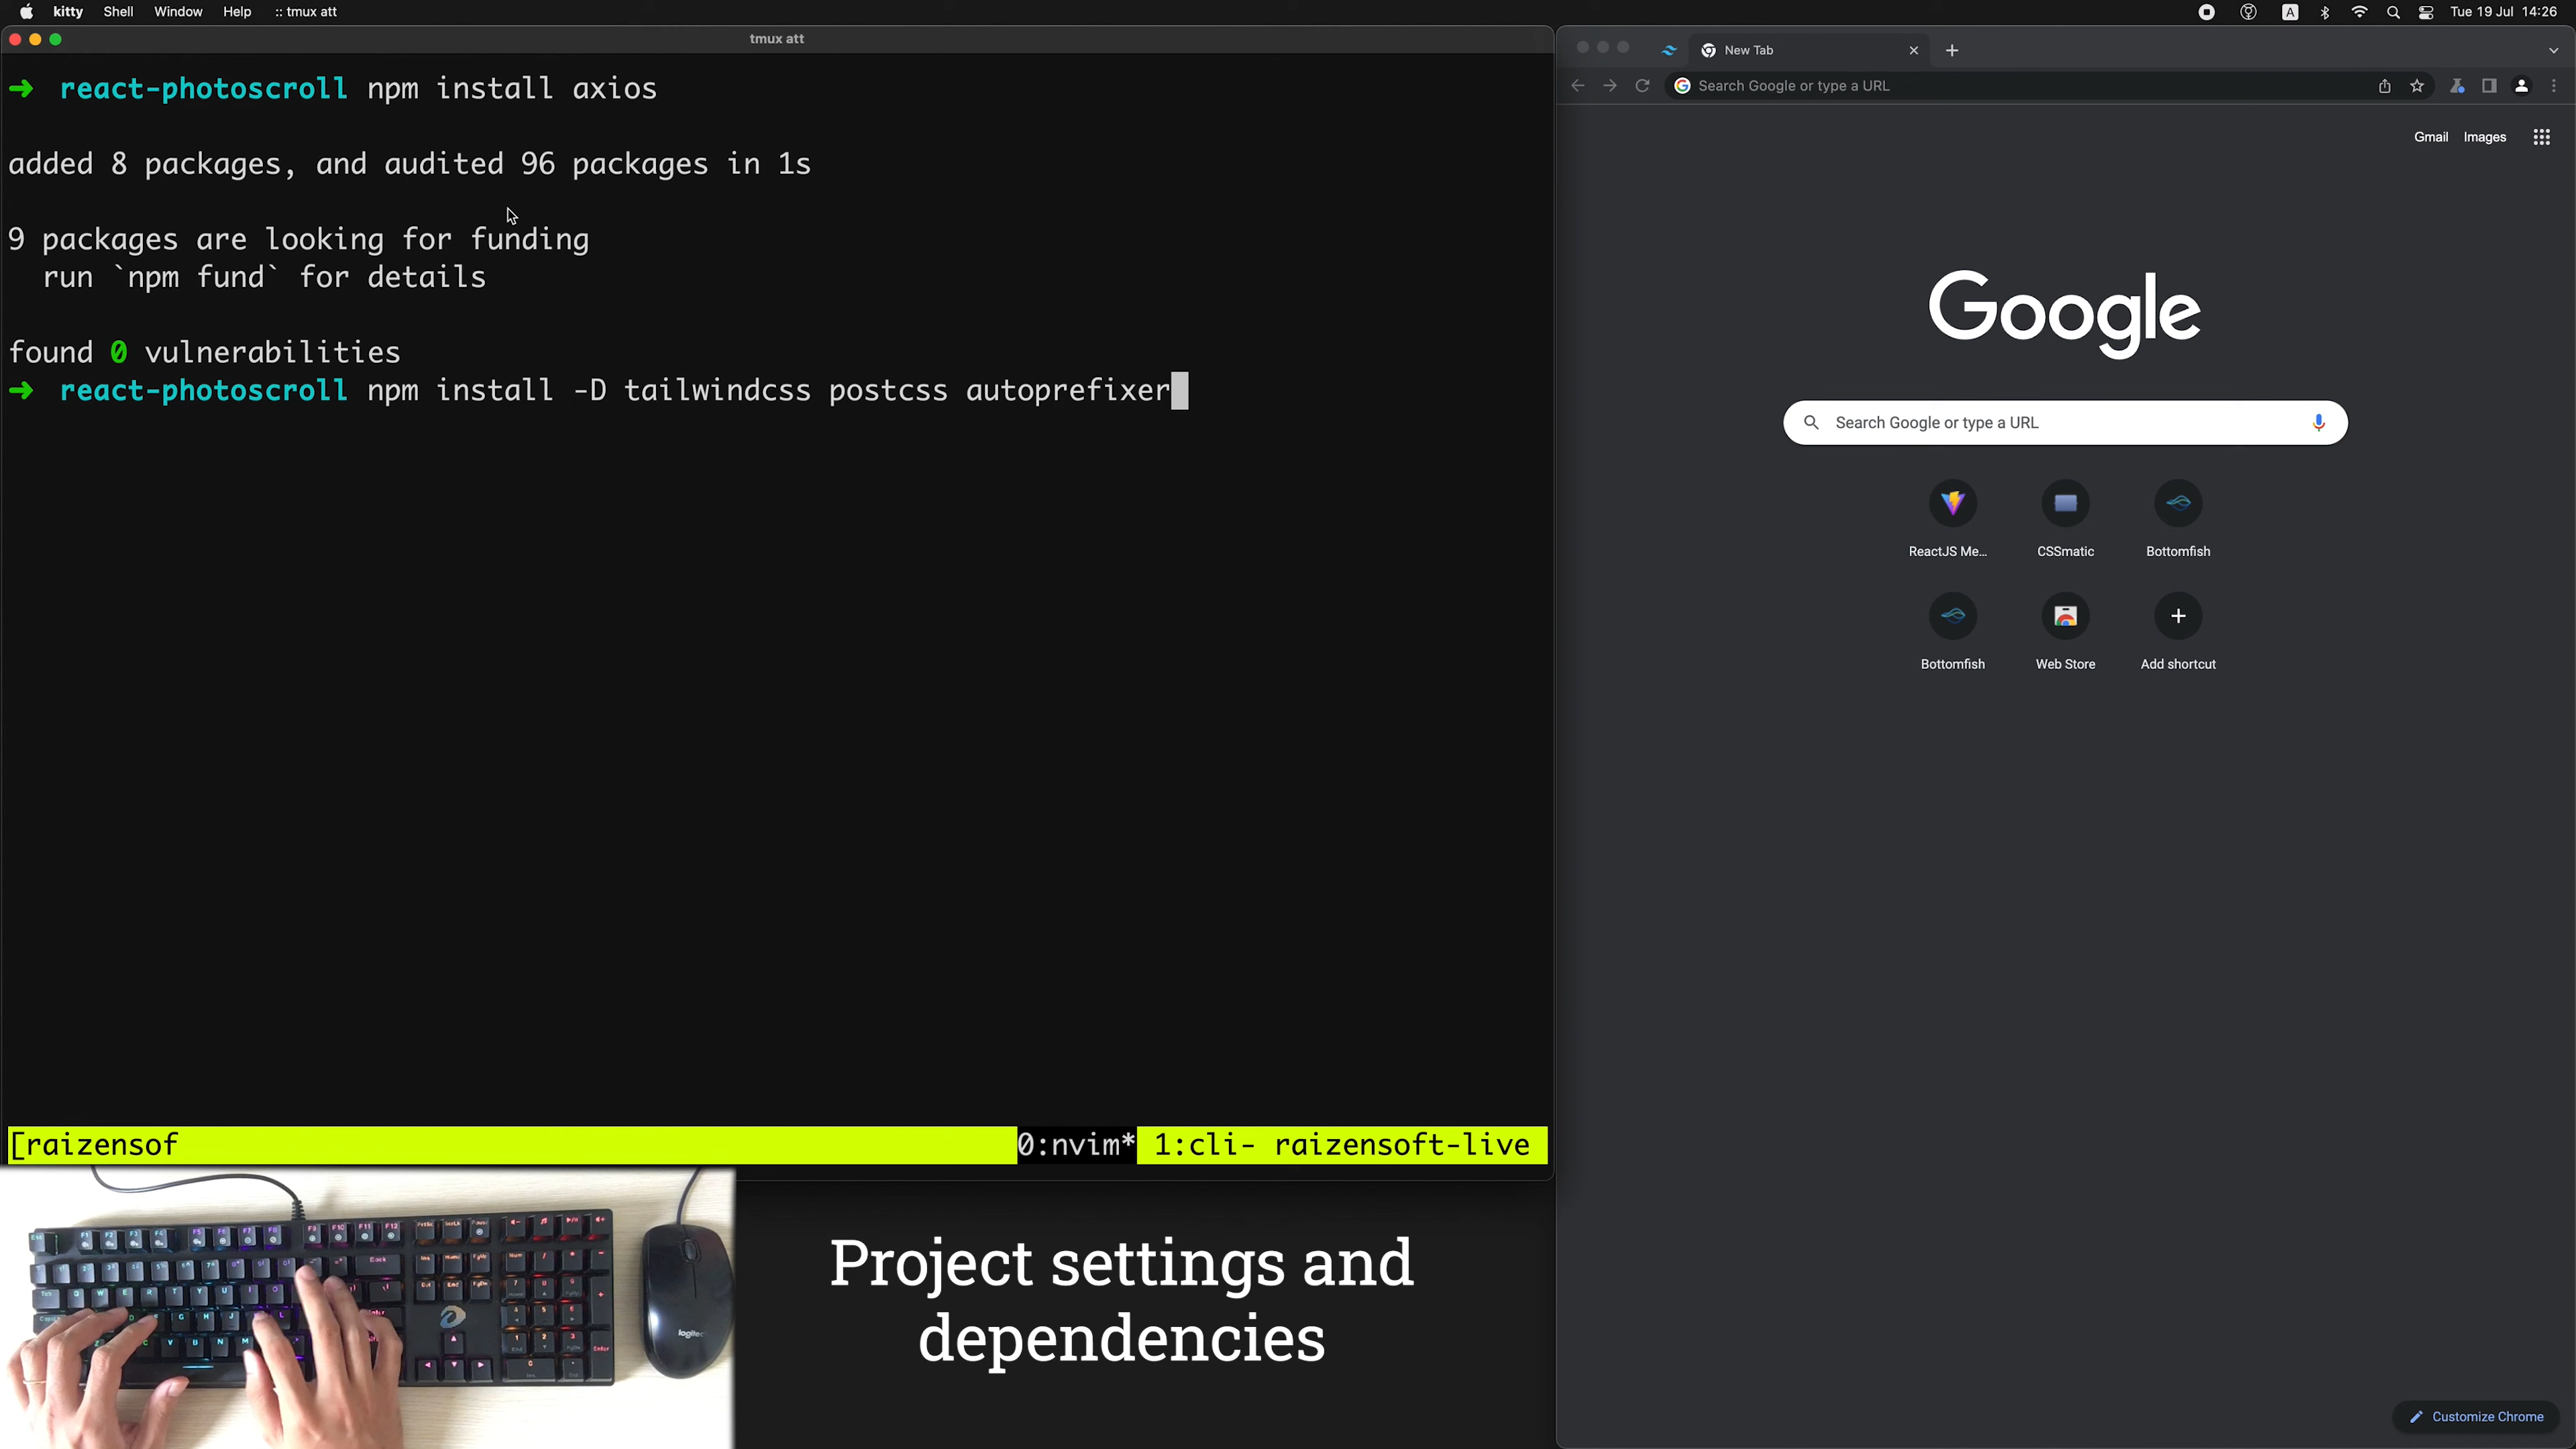 kitty Shell Window Help :: tmux att
Tue 19 Jul 14:26
tmux att
➜ react-photoscroll npm install axios
added 8 packages, and audited 96 packages in 1s
9 packages are looking for funding
run `npm fund` for details
found 0 vulnerabilities
➜ react-photoscroll npm install -D tailwindcss postcss autoprefixer
[raizensof 0:nvim* 1:cli- raizensoft-live
New Tab
Search Google or type a URL
Gmail Images
Google
Search Google or type a URL
ReactJS Me... CSSmatic Bottomfish
Bottomfish Web Store Add shortcut
Customize Chrome
Project settings and
dependencies